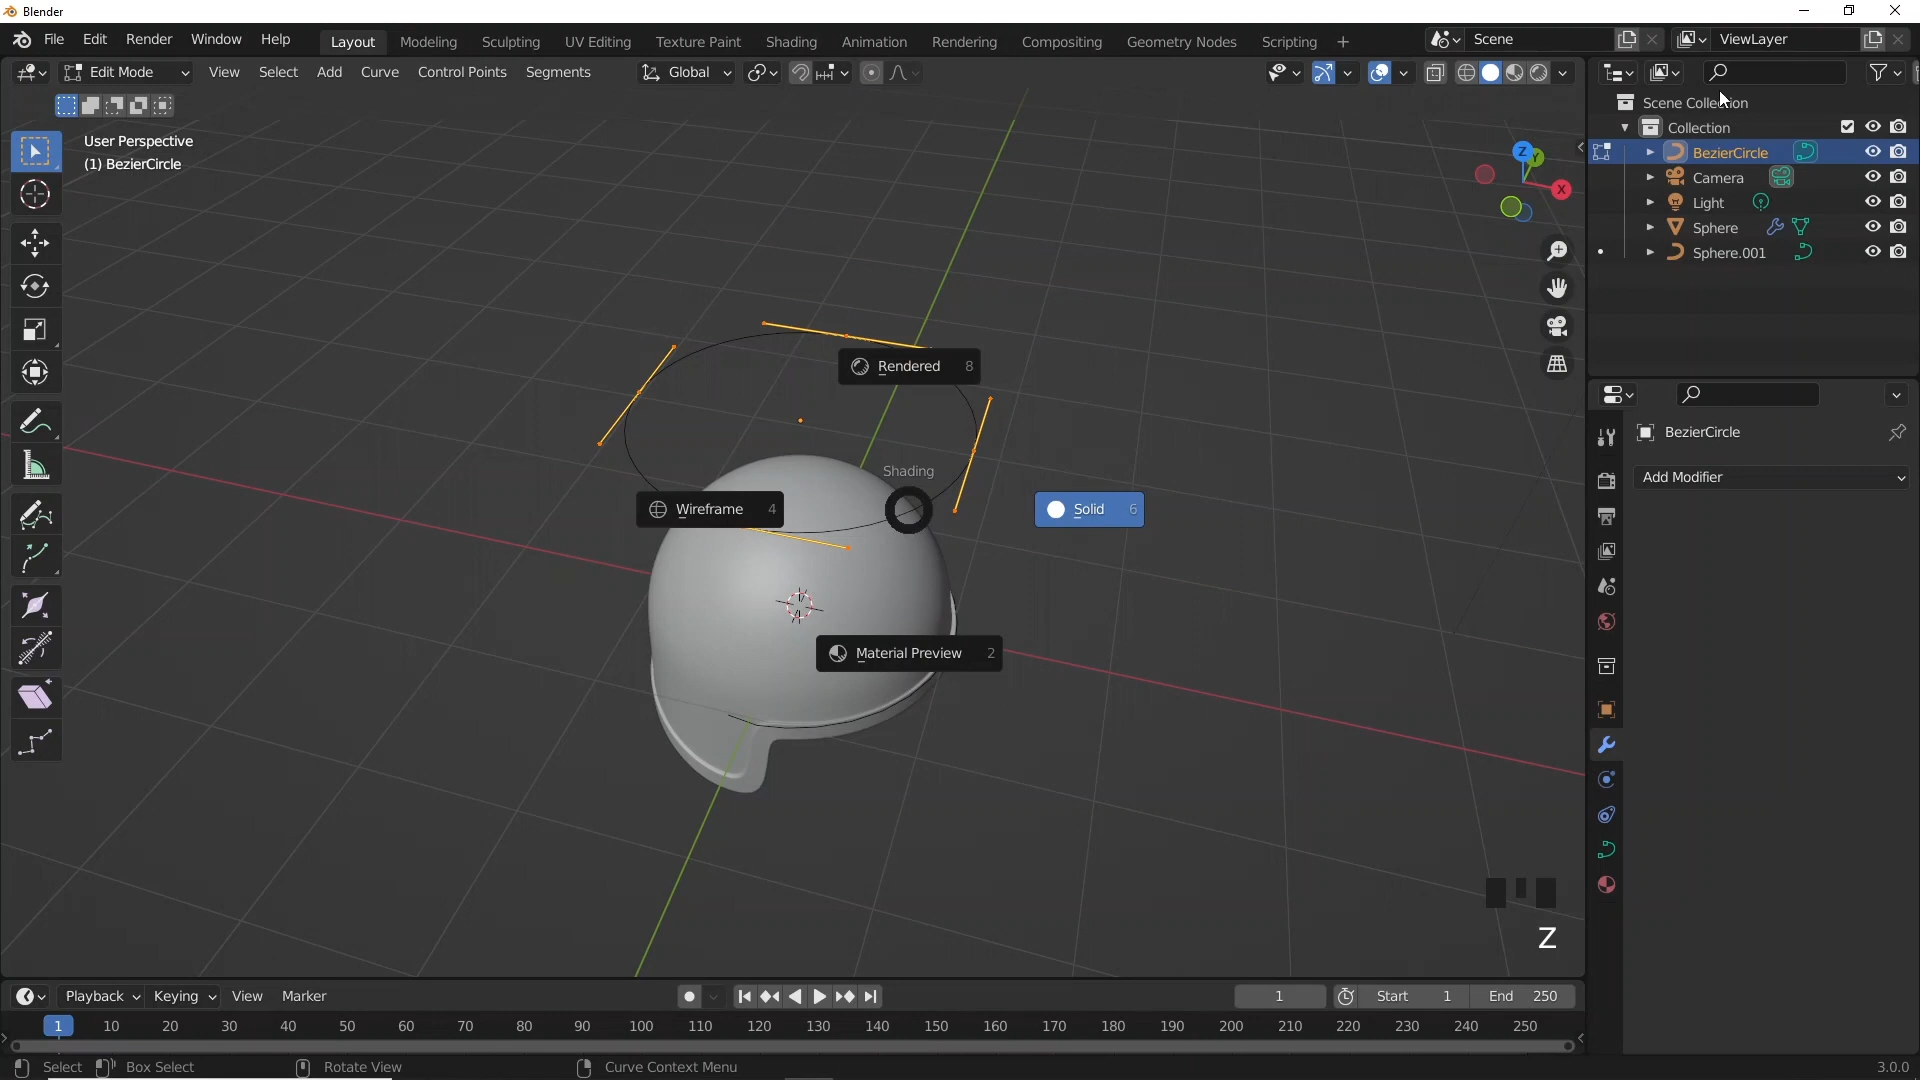 Blender
File Edit Render Window Help Layout Modeling Sculpting UV Editing Texture Paint Shading Animation Rendering Compositing Geometry Nodes Scripting + Scene ViewLayer
Edit Mode View Select Add Curve Control Points Segments Global
User Perspective
(1) BezierCircle
Scene Collection
Collection
BezierCircle
Camera
Light
Sphere
Sphere.001
Z
Y
X
Rendered 8
Shading
Wireframe 4
Solid 6
Material Preview 2
BezierCircle
Add Modifier
Z
Playback Keying View Marker 1 Start 1 End 250
1 10 20 30 40 50 60 70 80 90 100 110 120 130 140 150 160 170 180 190 200 210 220 230 240 250
Select Box Select Rotate View Curve Context Menu 3.0.0